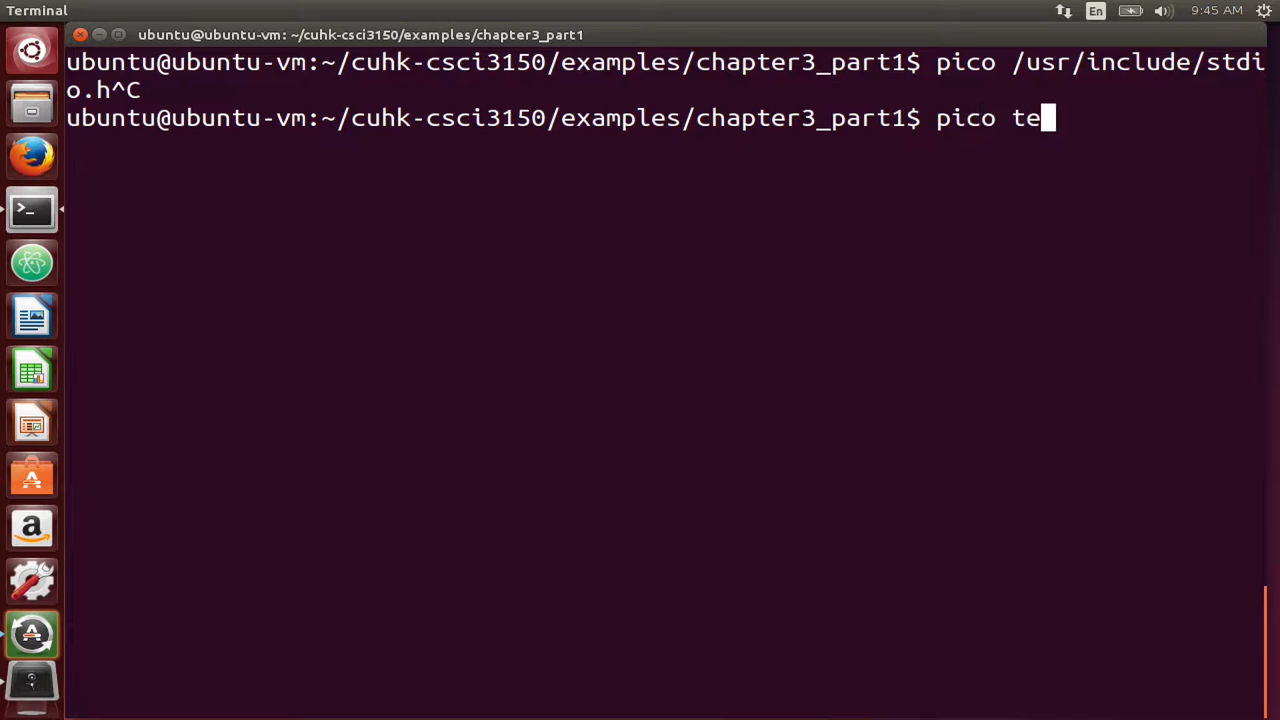 Terminal
En
9:45 AM
ubuntu@ubuntu-vm: ~/cuhk-csci3150/examples/chapter3_part1
ubuntu@ubuntu-vm:~/cuhk-csci3150/examples/chapter3_part1$ pico /usr/include/stdi
o.h^C
ubuntu@ubuntu-vm:~/cuhk-csci3150/examples/chapter3_part1$ pico te